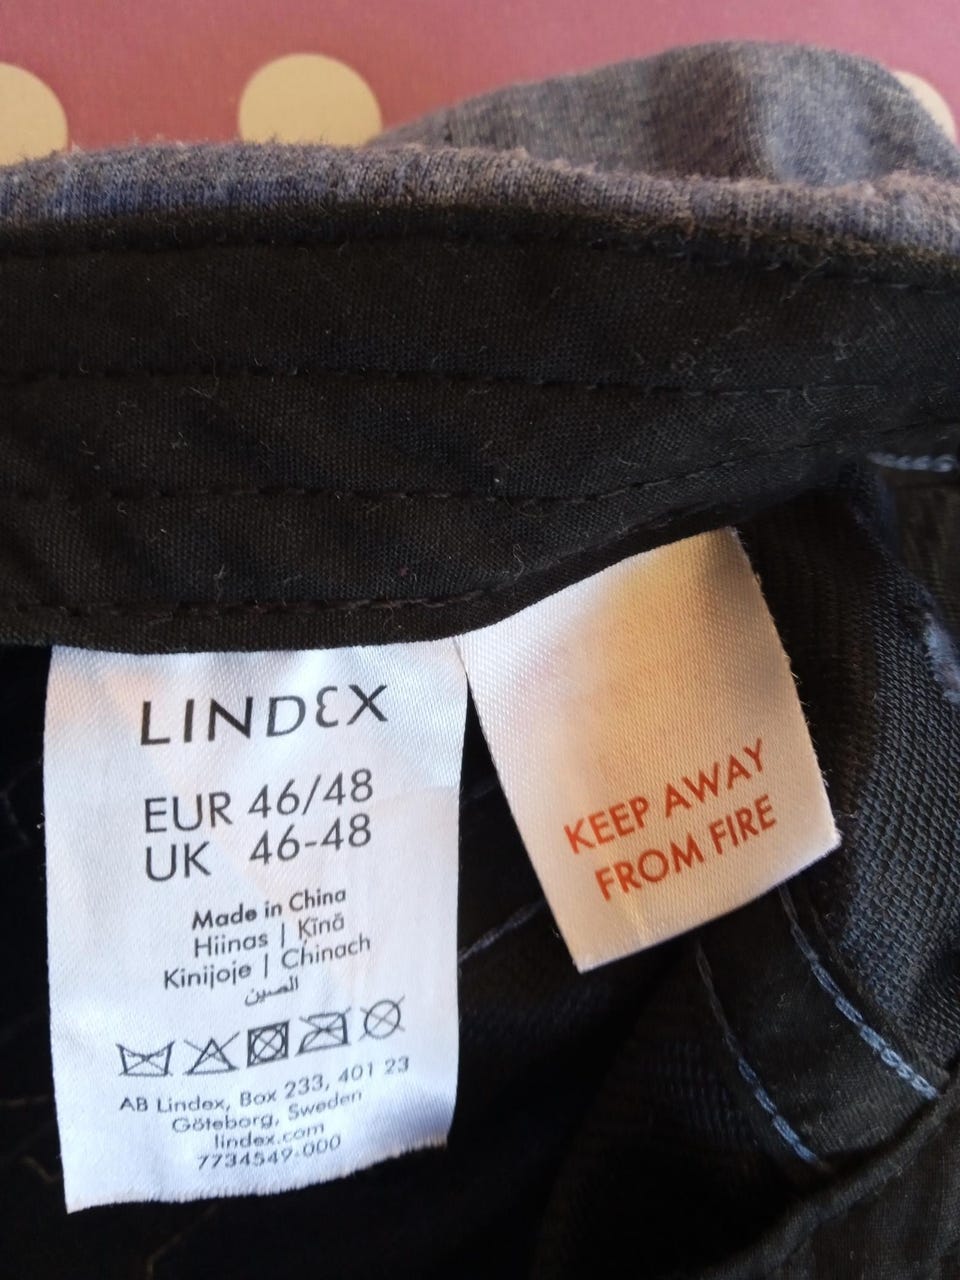 LINDEX
EUR 46/48
UK 46-48
Made in China
Hiinas | Ķīnā
Kinijoje | Chinach
الصين
AB Lindex, Box 233, 401 23
Göteborg, Sweden
lindex.com
7734549-000
KEEP AWAY
FROM FIRE